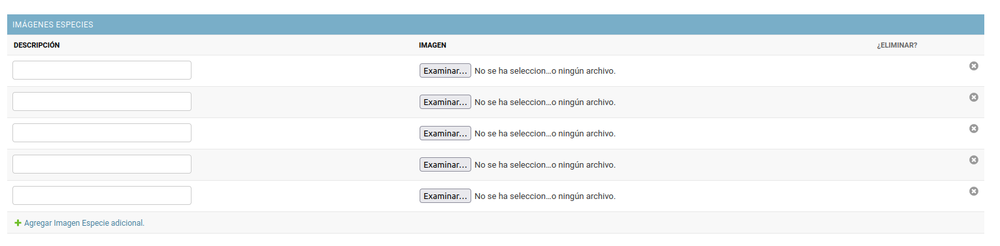 IMÁGENES ESPECIES
DESCRIPCIÓN IMAGEN ¿ELIMINAR?
Examinar... No se ha seleccion...o ningún archivo.
Examinar... No se ha seleccion...o ningún archivo.
Examinar... No se ha seleccion...o ningún archivo.
Examinar... No se ha seleccion...o ningún archivo.
Examinar... No se ha seleccion...o ningún archivo.
Agregar Imagen Especie adicional.